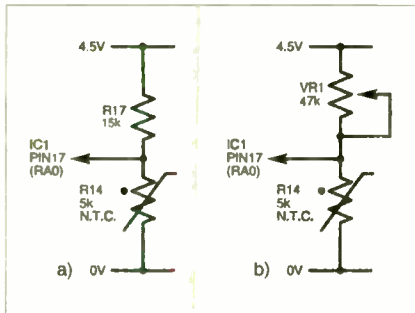 4.5V
R17
15k
IC1
PIN17
(RA0)
R14
5k
N.T.C.
a) 0V
4.5V
VR1
47k
IC1
PIN17
(RA0)
R14
5k
N.T.C.
b) 0V